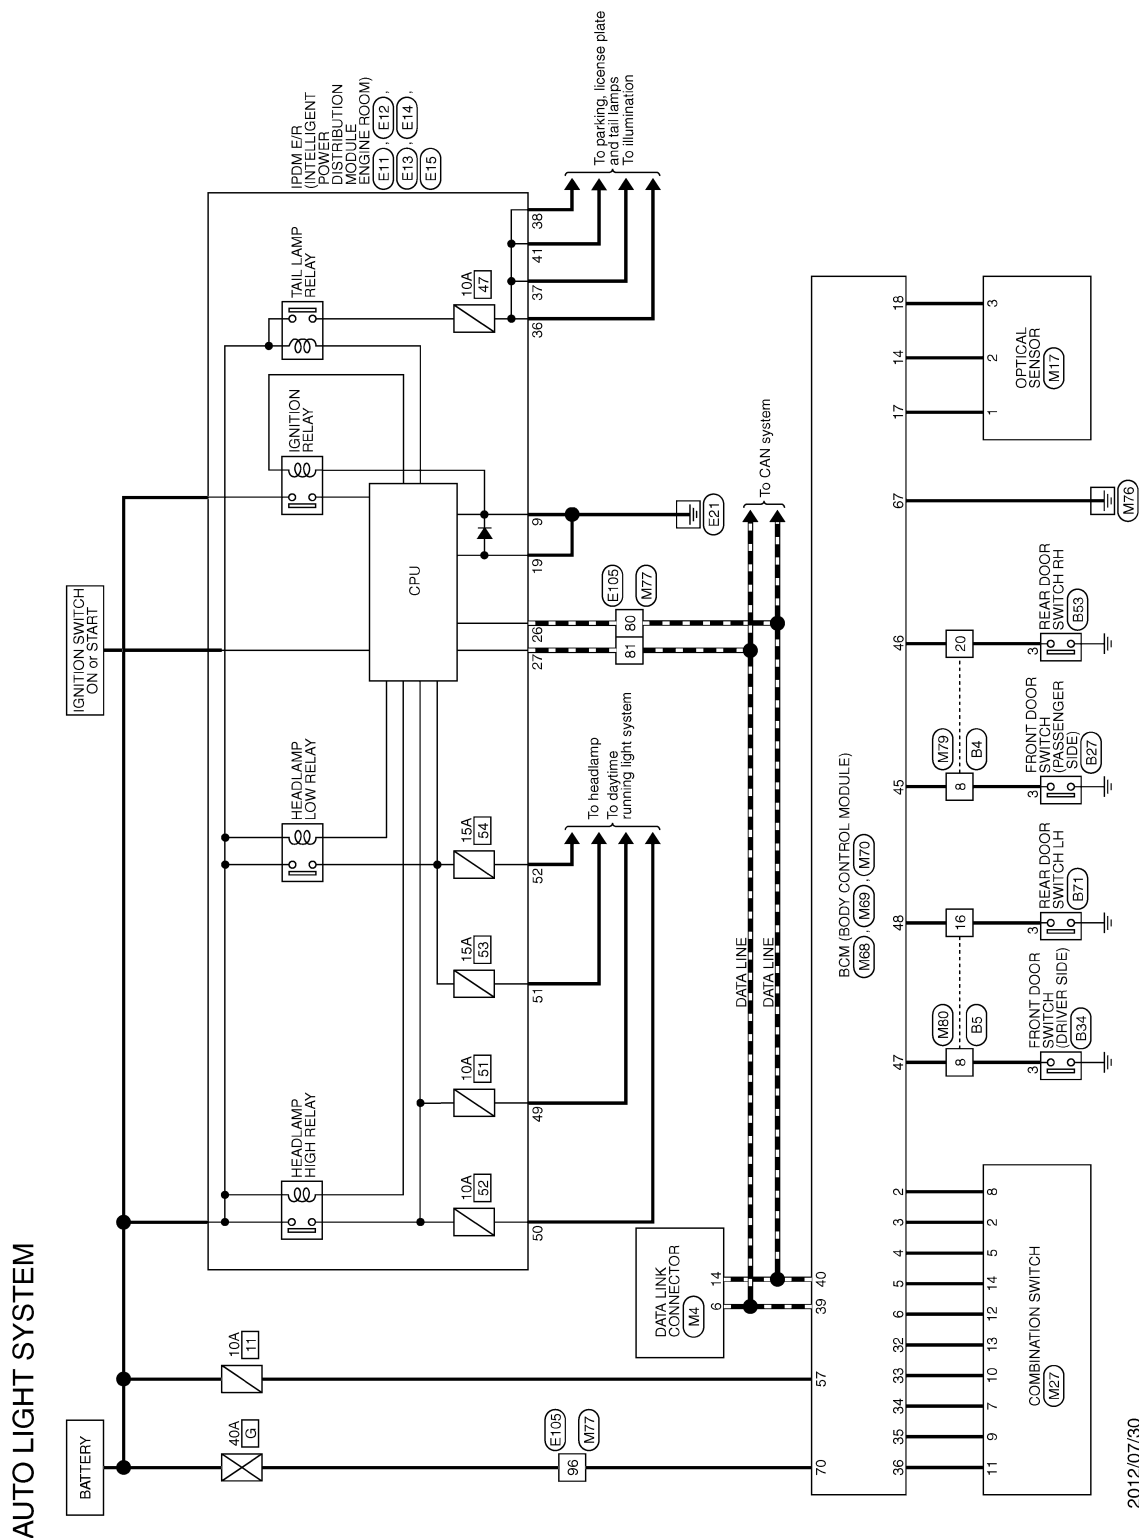 AUTO LIGHT SYSTEM
BATTERY
IGNITION SWITCH
ON or START
40A
G
10A
11
E105
M77
96
70
57
IPDM E/R
(INTELLIGENT
POWER
DISTRIBUTION
MODULE
ENGINE ROOM)
E11 , E12 ,
E13 , E14 ,
E15
HEADLAMP
HIGH RELAY
HEADLAMP
LOW RELAY
IGNITION
RELAY
TAIL LAMP
RELAY
CPU
10A
52
10A
51
15A
53
15A
54
10A
47
50
49
51
52
27
26
19
9
36
37
41
38
To headlamp
To daytime
running light system
To parking, license plate
and tail lamps
To illumination
E21
81
80
E105
M77
To CAN system
DATA LINK
CONNECTOR
M4
6
14
DATA LINE
DATA LINE
39
40
BCM (BODY CONTROL MODULE)
M68 , M69 , M70
36
35
34
33
32
6
5
4
3
2
47
48
45
46
67
17
14
18
11
9
7
10
13
12
14
5
2
8
COMBINATION SWITCH
M27
8
M80
B5
16
8
M79
B4
20
3
FRONT DOOR
SWITCH
(DRIVER SIDE)
B34
3
REAR DOOR
SWITCH LH
B71
3
FRONT DOOR
SWITCH
(PASSENGER
SIDE)
B27
3
REAR DOOR
SWITCH RH
B53
M76
1
2
3
OPTICAL
SENSOR
M17
2012/07/30